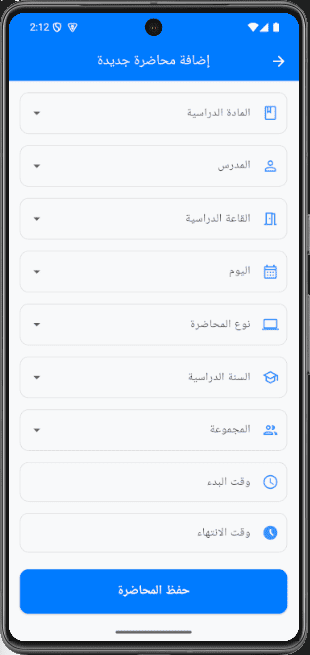 2:12
إضافة محاضرة جديدة
المادة الدراسية
المدرس
القاعة الدراسية
اليوم
نوع المحاضرة
السنة الدراسية
المجموعة
وقت البدء
وقت الانتهاء
حفظ المحاضرة